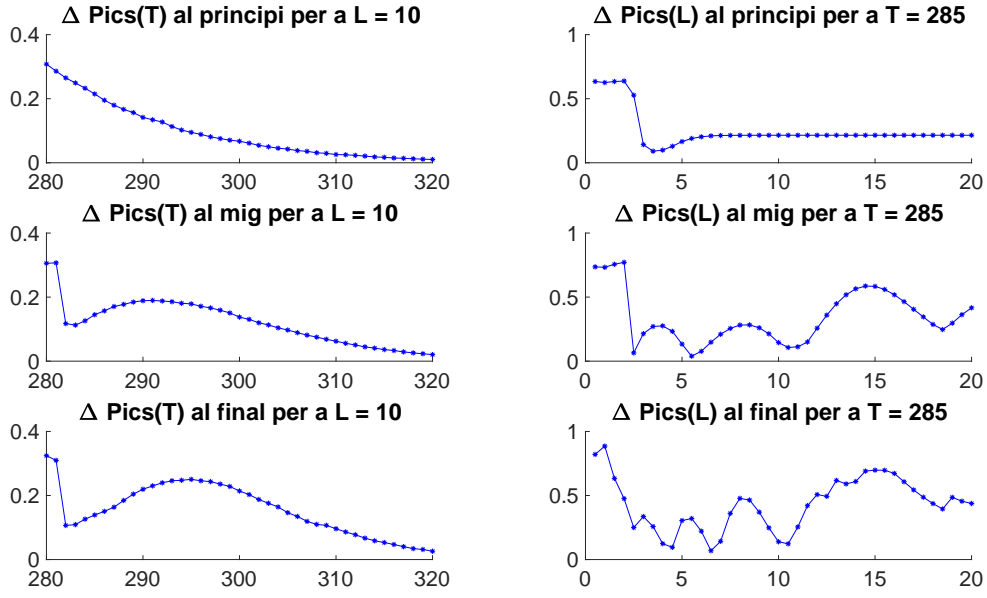 Δ Pics(T) al principi per a L = 10
0.4
0.2
0
280 290 300 310 320
Δ Pics(L) al principi per a T = 285
1
0.5
0
0 5 10 15 20
Δ Pics(T) al mig per a L = 10
0.4
0.2
0
280 290 300 310 320
Δ Pics(L) al mig per a T = 285
1
0.5
0
0 5 10 15 20
Δ Pics(T) al final per a L = 10
0.4
0.2
0
280 290 300 310 320
Δ Pics(L) al final per a T = 285
1
0.5
0
0 5 10 15 20